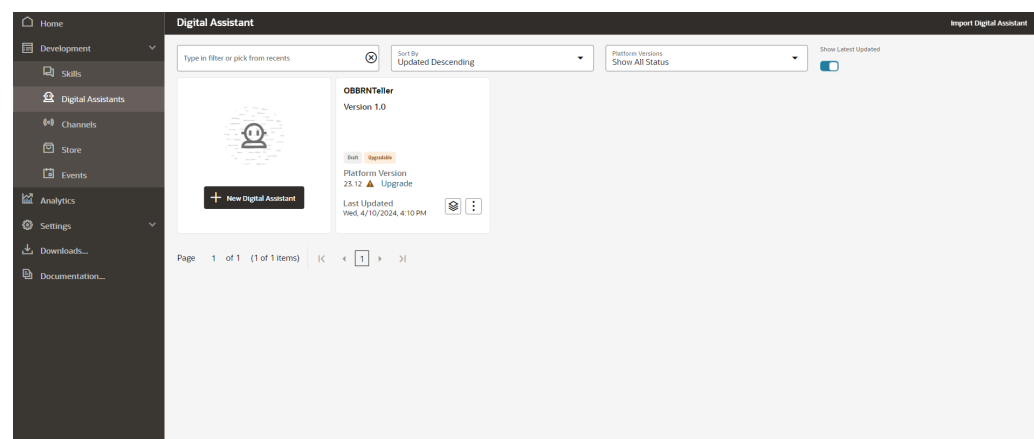 Home
Development
Skills
Digital Assistants
Channels
Store
Events
Analytics
Settings
Downloads...
Documentation...
Digital Assistant
Import Digital Assistant
Type in filter or pick from recents
Sort By
Updated Descending
Platform Versions
Show All Status
Show Latest Updated
New Digital Assistant
OBBRNTeller
Version 1.0
Draft Upgradable
Platform Version
23.12 Upgrade
Last Updated
Wed, 4/10/2024, 4:10 PM
Page 1 of 1 (1 of 1 items) 1